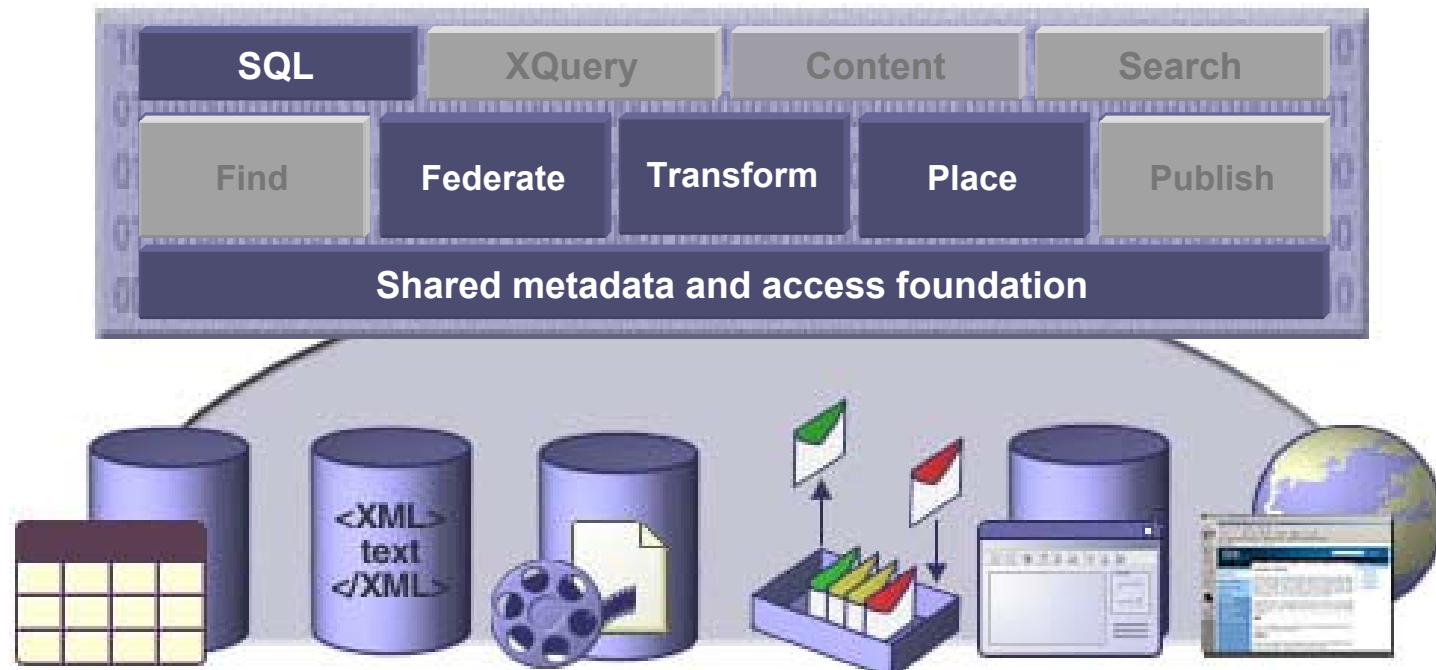 SQL XQuery Content Search
Find Federate Transform Place Publish
Shared metadata and access foundation
<XML>
text
</XML>